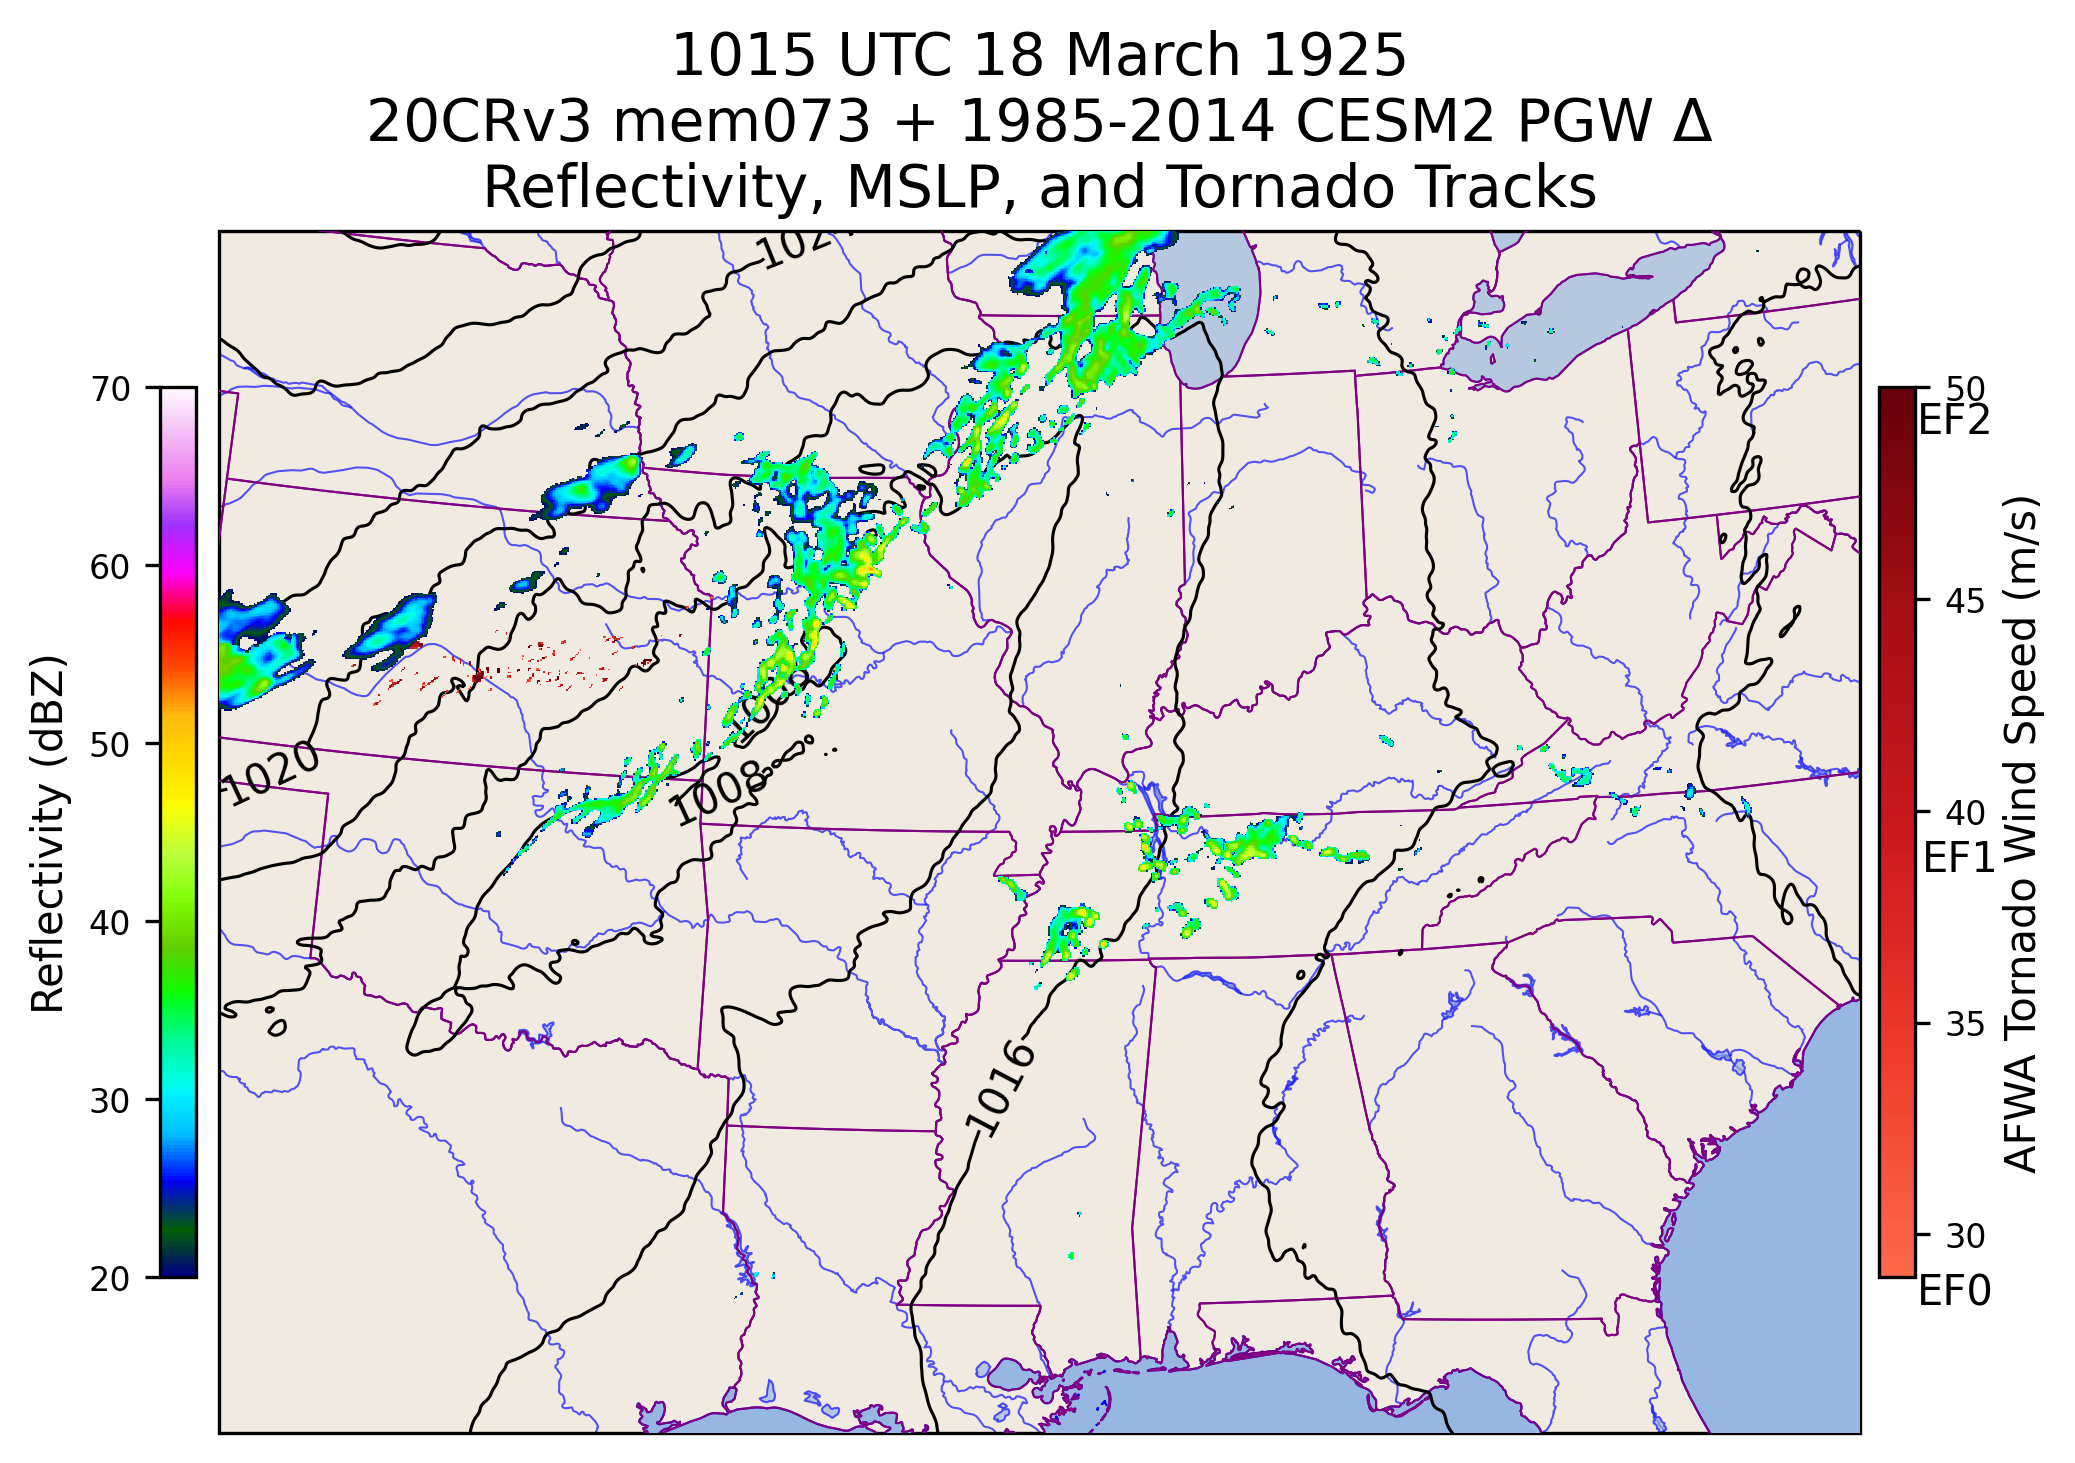 1015 UTC 18 March 1925
20CRv3 mem073 + 1985-2014 CESM2 PGW Δ
Reflectivity, MSLP, and Tornado Tracks
70
60
50
40
30
20
Reflectivity (dBZ)
1020
1008
1016
50
EF2
45
40
EF1
35
30
EF0
AFWA Tornado Wind Speed (m/s)